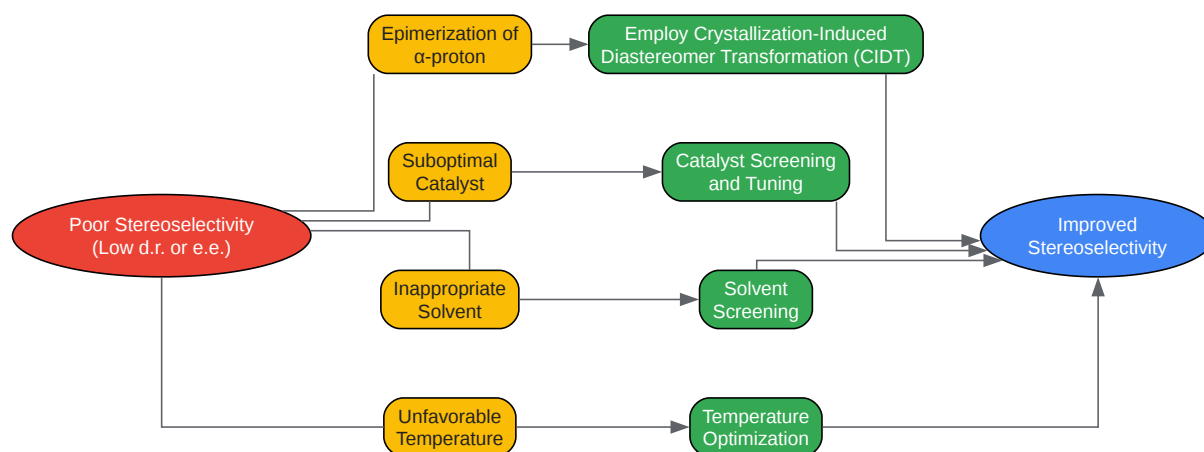 Epimerization of
α-proton
Employ Crystallization-Induced
Diastereomer Transformation (CIDT)
Suboptimal
Catalyst
Catalyst Screening
and Tuning
Poor Stereoselectivity
(Low d.r. or e.e.)
Improved
Stereoselectivity
Inappropriate
Solvent
Solvent
Screening
Unfavorable
Temperature
Temperature
Optimization